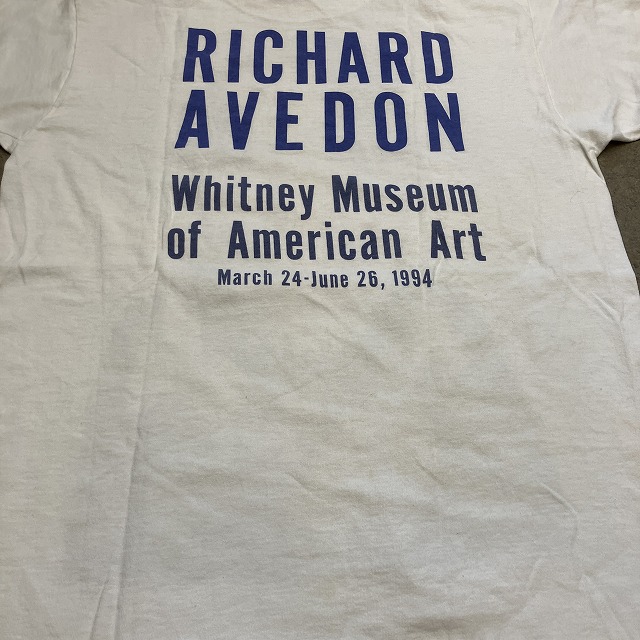 RICHARD
AVEDON
Whitney Museum
of American Art
March 24-June 26, 1994